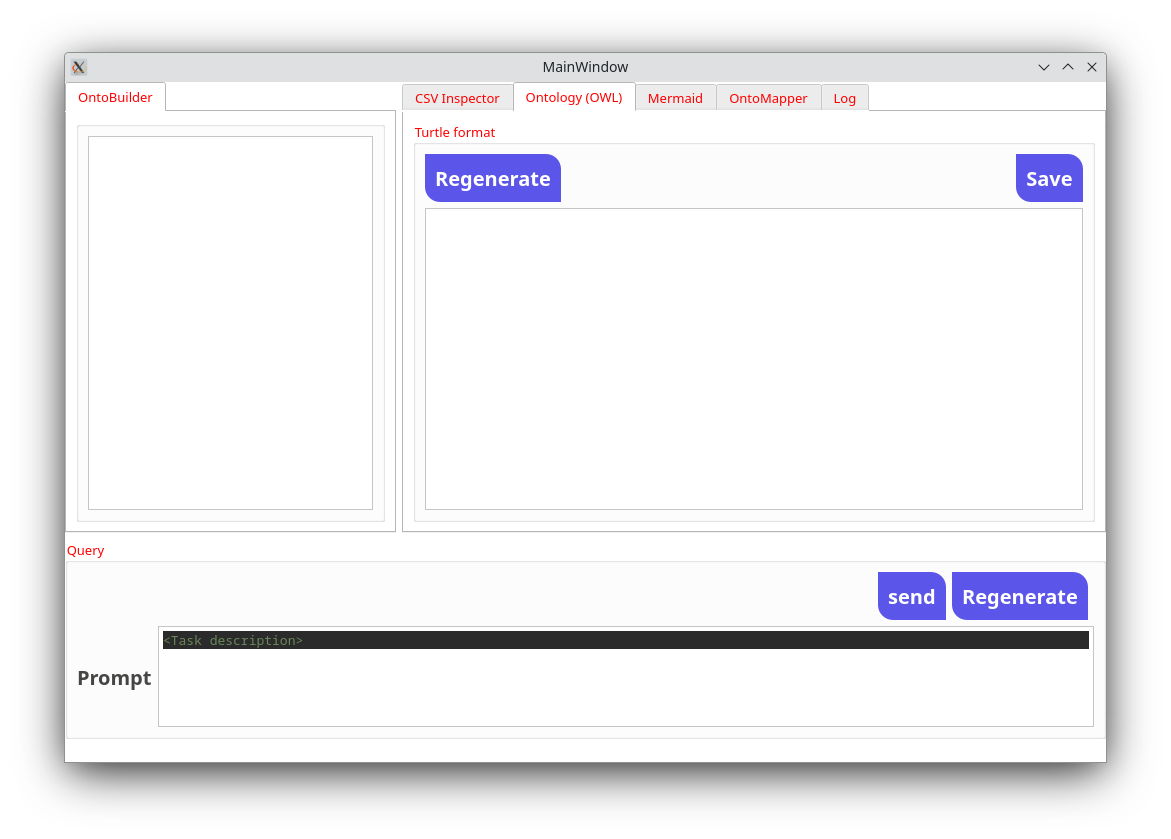 MainWindow
OntoBuilder
CSV Inspector
Ontology (OWL)
Mermaid
OntoMapper
Log
Turtle format
Regenerate
Save
Query
send
Regenerate
<Task description>
Prompt